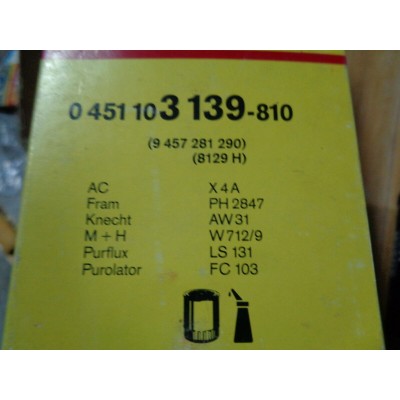 0 451 103 139-810
(9 457 281 290)
(8129 H)
AC X 4 A
Fram PH 2847
Knecht AW 31
M + H W 712/9
Purflux LS 131
Purolator FC 103